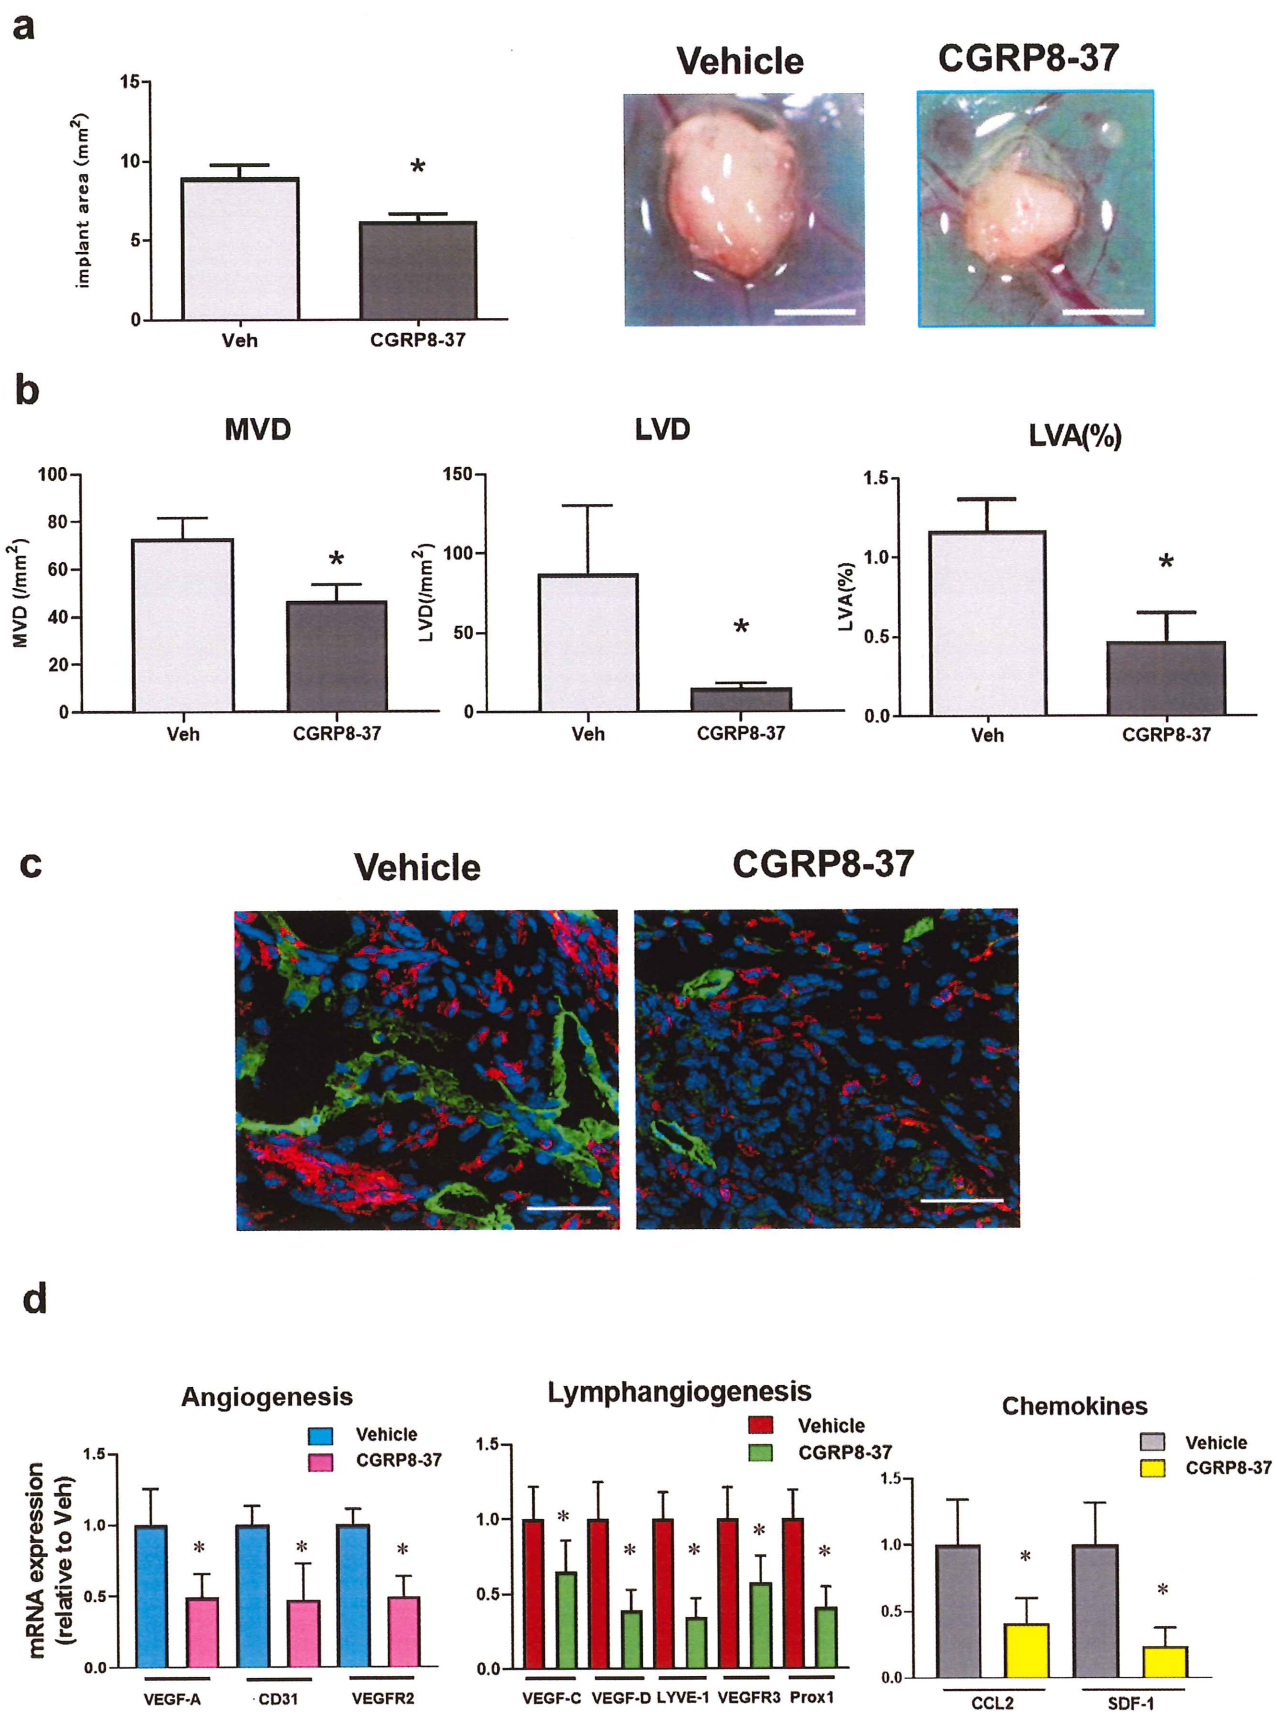 a
Vehicle
CGRP8-37
implant area (mm²)
15
10
5
0
*
Veh
CGRP8-37
b
MVD
LVD
LVA(%)
MVD (/mm²)
100
80
60
40
20
0
*
Veh
CGRP8-37
LVD(/mm²)
150
100
50
0
*
Veh
CGRP8-37
LVA(%)
1.5
1.0
0.5
0.0
*
Veh
CGRP8-37
c
Vehicle
CGRP8-37
d
Angiogenesis
Vehicle
CGRP8-37
mRNA expression
(relative to Veh)
1.5
1.0
0.5
0.0
* * *
VEGF-A CD31 VEGFR2
Lymphangiogenesis
Vehicle
CGRP8-37
1.5
1.0
0.5
0.0
* * * * *
VEGF-C VEGF-D LYVE-1 VEGFR3 Prox1
Chemokines
Vehicle
CGRP8-37
1.5
1.0
0.5
0.0
* *
CCL2 SDF-1